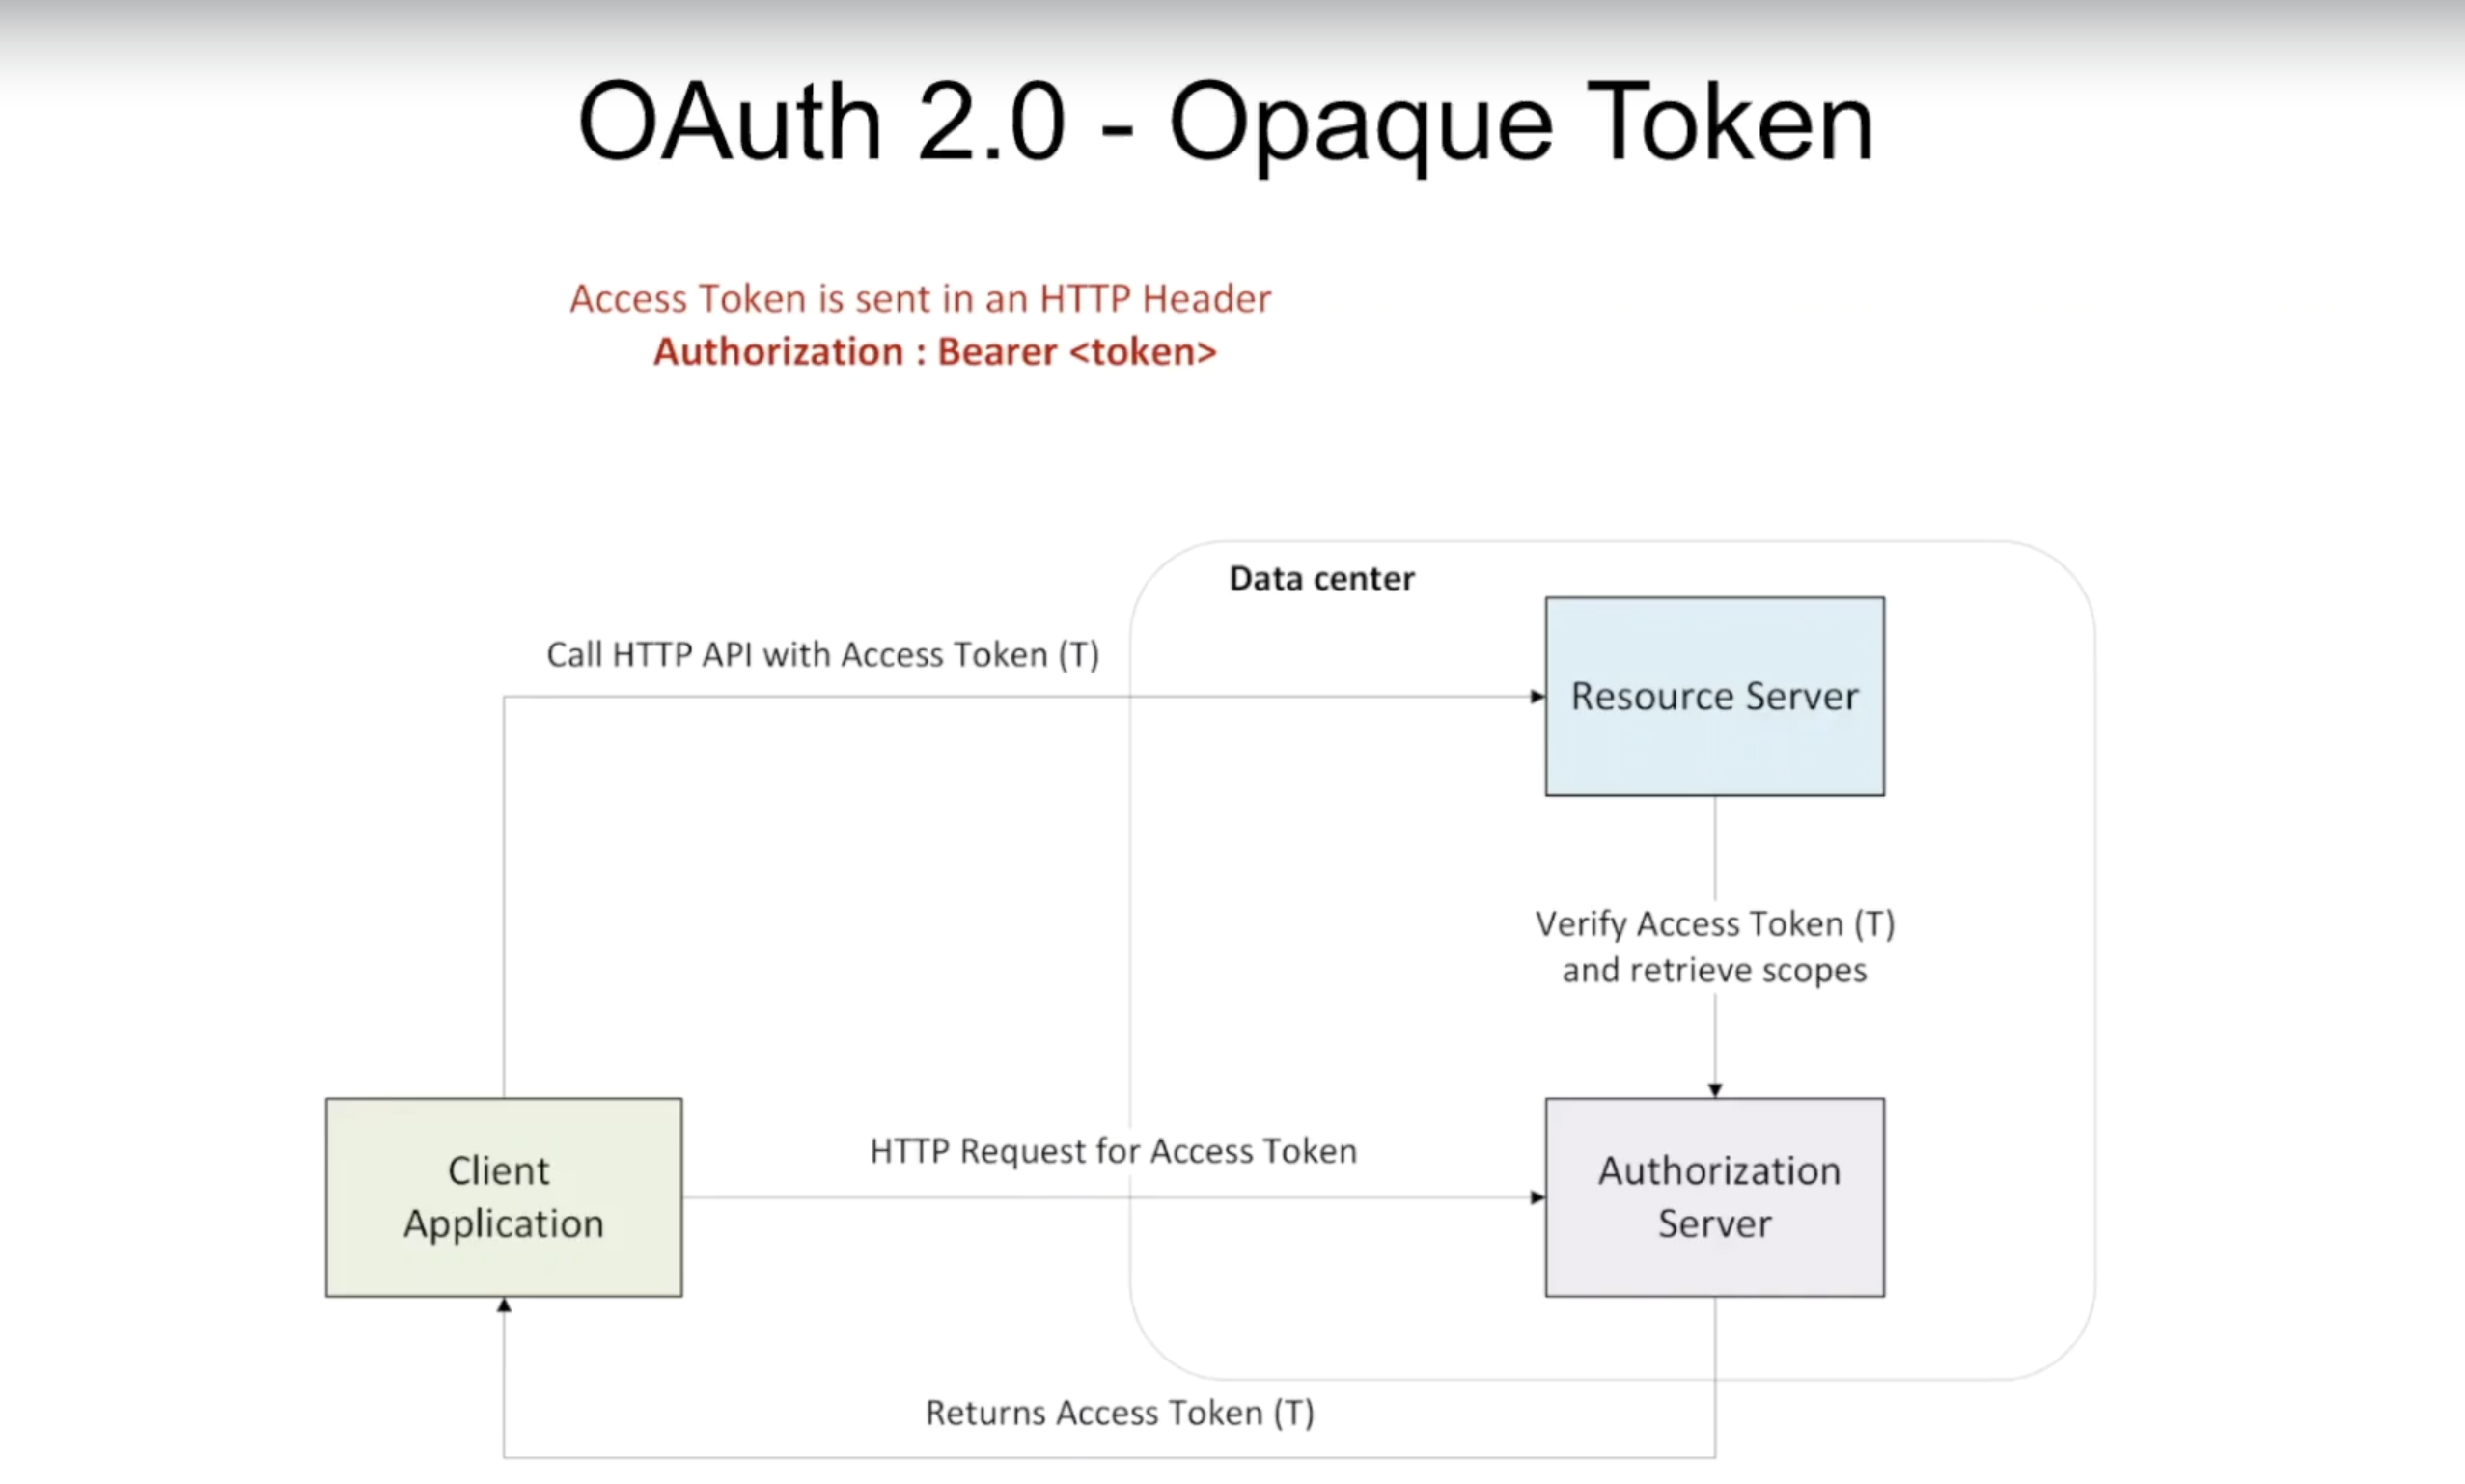 OAuth 2.0 - Opaque Token
Access Token is sent in an HTTP Header
Authorization : Bearer <token>
Data center
Call HTTP API with Access Token (T)
Resource Server
Verify Access Token (T)
and retrieve scopes
HTTP Request for Access Token
Client
Application
Authorization
Server
Returns Access Token (T)